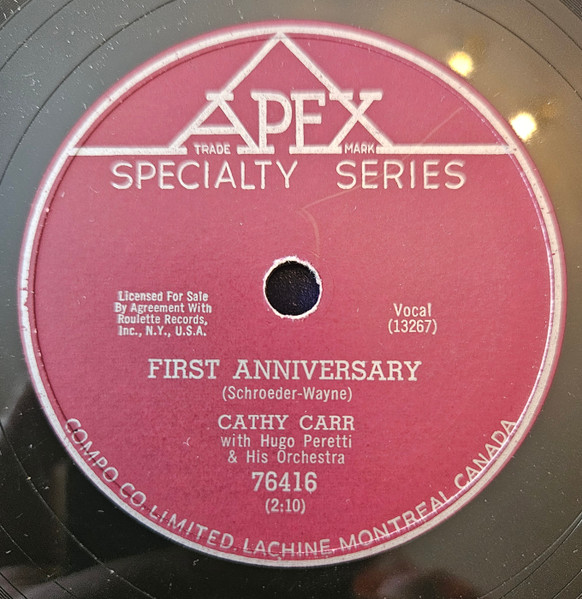 APEX
TRADE MARK
SPECIALTY SERIES
Licensed For Sale
By Agreement With
Roulette Records,
Inc., N.Y., U.S.A.
Vocal
(13267)
FIRST ANNIVERSARY
(Schroeder-Wayne)
CATHY CARR
with Hugo Peretti
& His Orchestra
76416
(2:10)
COMPO CO. LIMITED, LACHINE, MONTREAL, CANADA